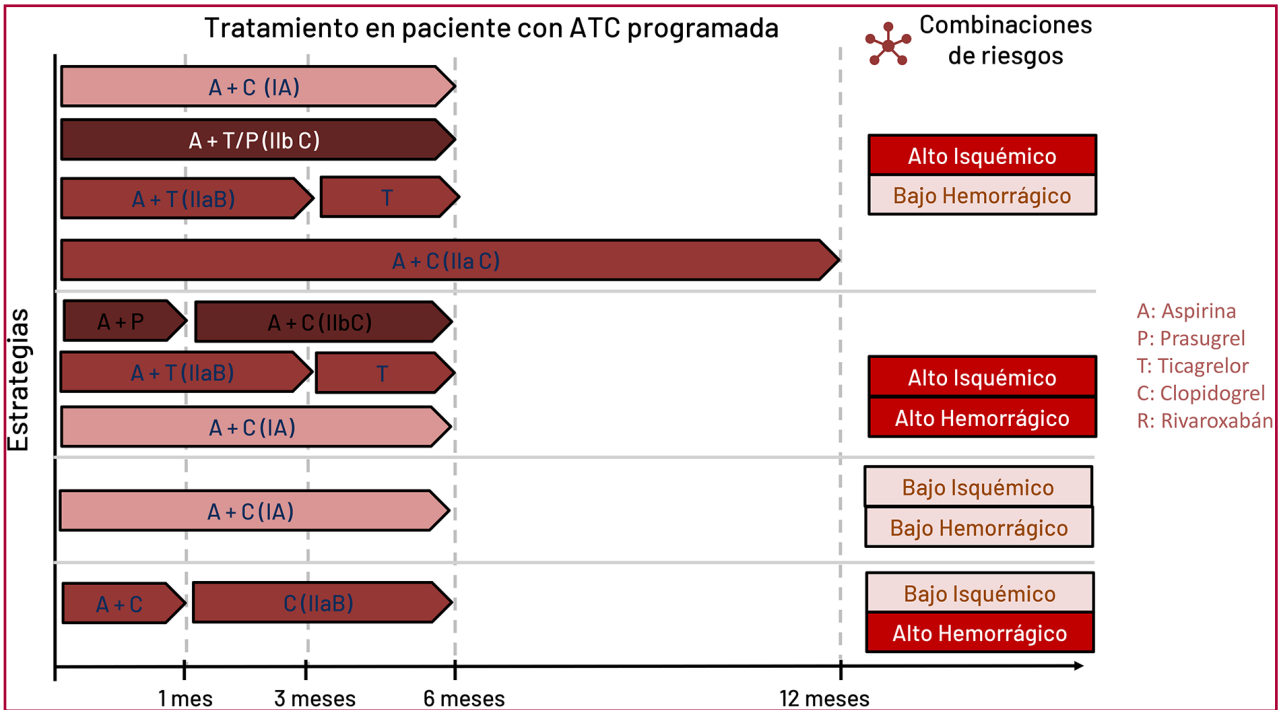 Tratamiento en paciente con ATC programada
Combinaciones
de riesgos
A + C (IA)
A + T/P (IIb C)
A + T (IIaB)
T
A + C (IIa C)
Alto Isquémico
Bajo Hemorrágico
A + P
A + C (IIbC)
A + T (IIaB)
T
A + C (IA)
Alto Isquémico
Alto Hemorrágico
A + C (IA)
Bajo Isquémico
Bajo Hemorrágico
A + C
C (IIaB)
Bajo Isquémico
Alto Hemorrágico
Estrategias
A: Aspirina
P: Prasugrel
T: Ticagrelor
C: Clopidogrel
R: Rivaroxabán
1 mes
3 meses
6 meses
12 meses